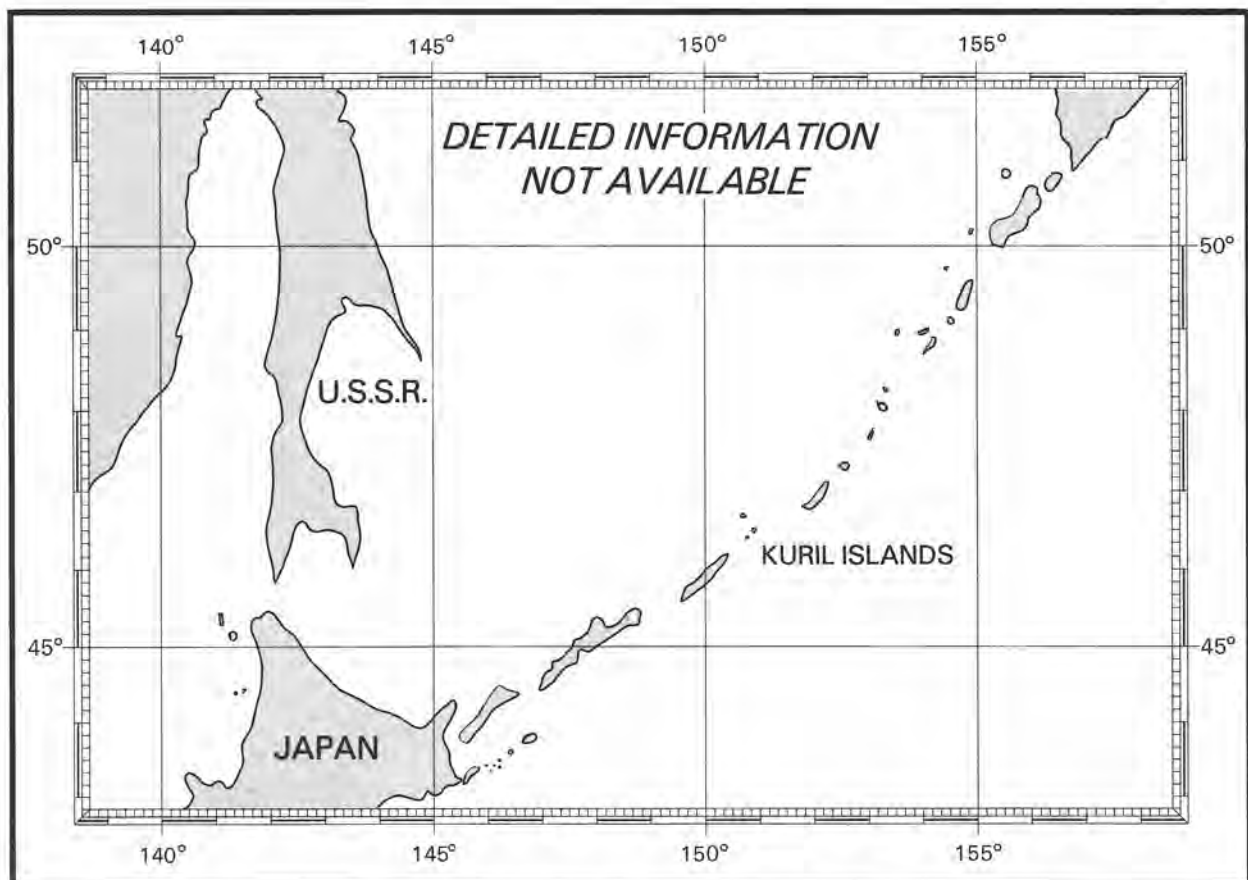 140° 145° 150° 155°
DETAILED INFORMATION
NOT AVAILABLE
50° 50°
U.S.S.R.
KURIL ISLANDS
45° 45°
JAPAN
140° 145° 150° 155°